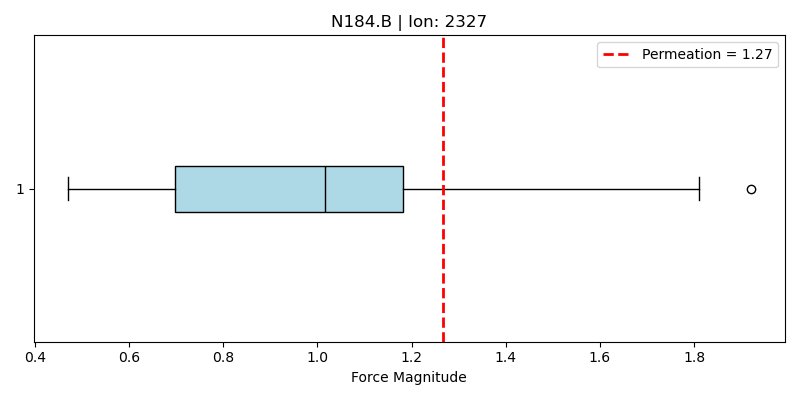 N184.B | Ion: 2327
Permeation = 1.27
1
0.4 0.6 0.8 1.0 1.2 1.4 1.6 1.8
Force Magnitude